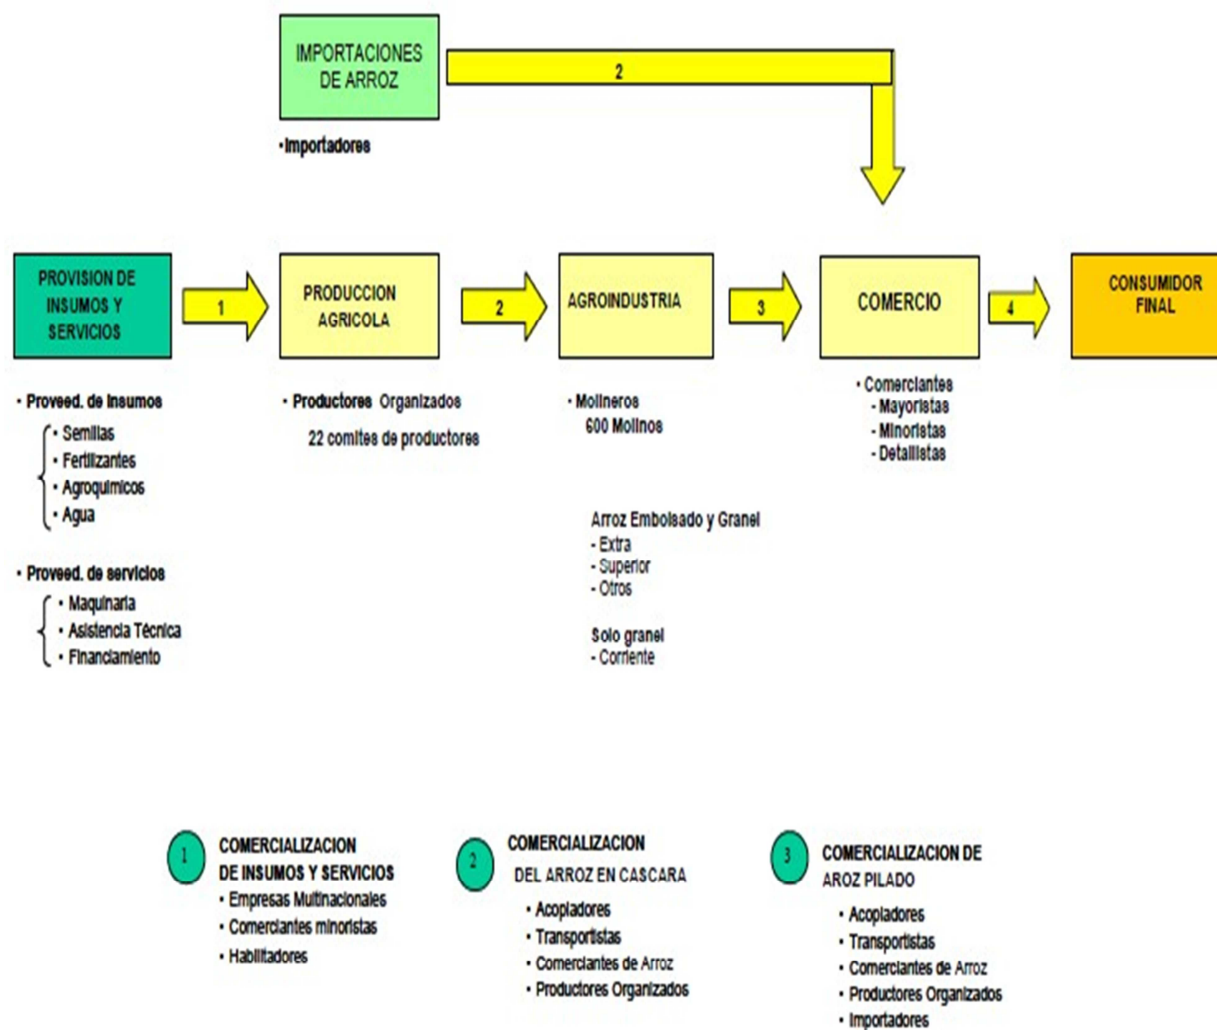 IMPORTACIONES
DE ARROZ
2
•Importadores
PROVISION DE
INSUMOS Y
SERVICIOS
1
PRODUCCION
AGRICOLA
2
AGROINDUSTRIA
3
COMERCIO
4
CONSUMIDOR
FINAL
• Proveed. de Insumos
• Semillas
• Fertilizantes
• Agroquímicos
• Agua
• Proveed. de servicios
• Maquinaria
• Asistencia Técnica
• Financiamiento
• Productores Organizados
22 comites de productores
• Molineros
600 Molinos
Arroz Embolsado y Granel
- Extra
- Superior
- Otros
Solo granel
- Corriente
• Comerciantes
- Mayoristas
- Minoristas
- Detallistas
1
COMERCIALIZACION
DE INSUMOS Y SERVICIOS
• Empresas Multinacionales
• Comerciantes minoristas
• Habilitadores
2
COMERCIALIZACION
DEL ARROZ EN CASCARA
• Acopladores
• Transportistas
• Comerciantes de Arroz
• Productores Organizados
3
COMERCIALIZACION DE
AROZ PILADO
• Acopladores
• Transportistas
• Comerciantes de Arroz
• Productores Organizados
• Importadores